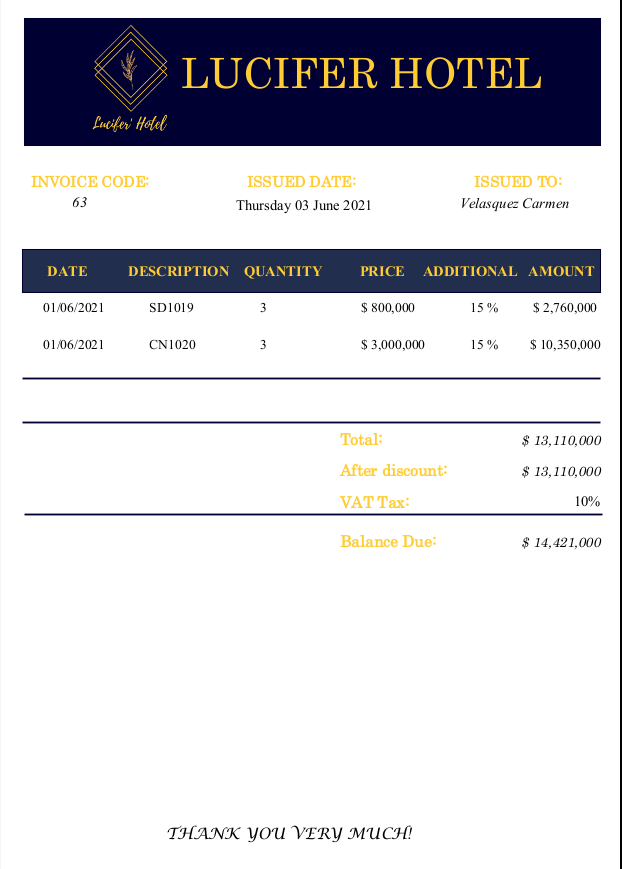 LUCIFER HOTEL
Lucifer' Hotel
INVOICE CODE: ISSUED DATE: ISSUED TO:
63 Thursday 03 June 2021 Velasquez Carmen
DATE DESCRIPTION QUANTITY PRICE ADDITIONAL AMOUNT
01/06/2021 SD1019 3 $ 800,000 15 % $ 2,760,000
01/06/2021 CN1020 3 $ 3,000,000 15 % $ 10,350,000
Total: $ 13,110,000
After discount: $ 13,110,000
VAT Tax: 10%
Balance Due: $ 14,421,000
THANK YOU VERY MUCH!